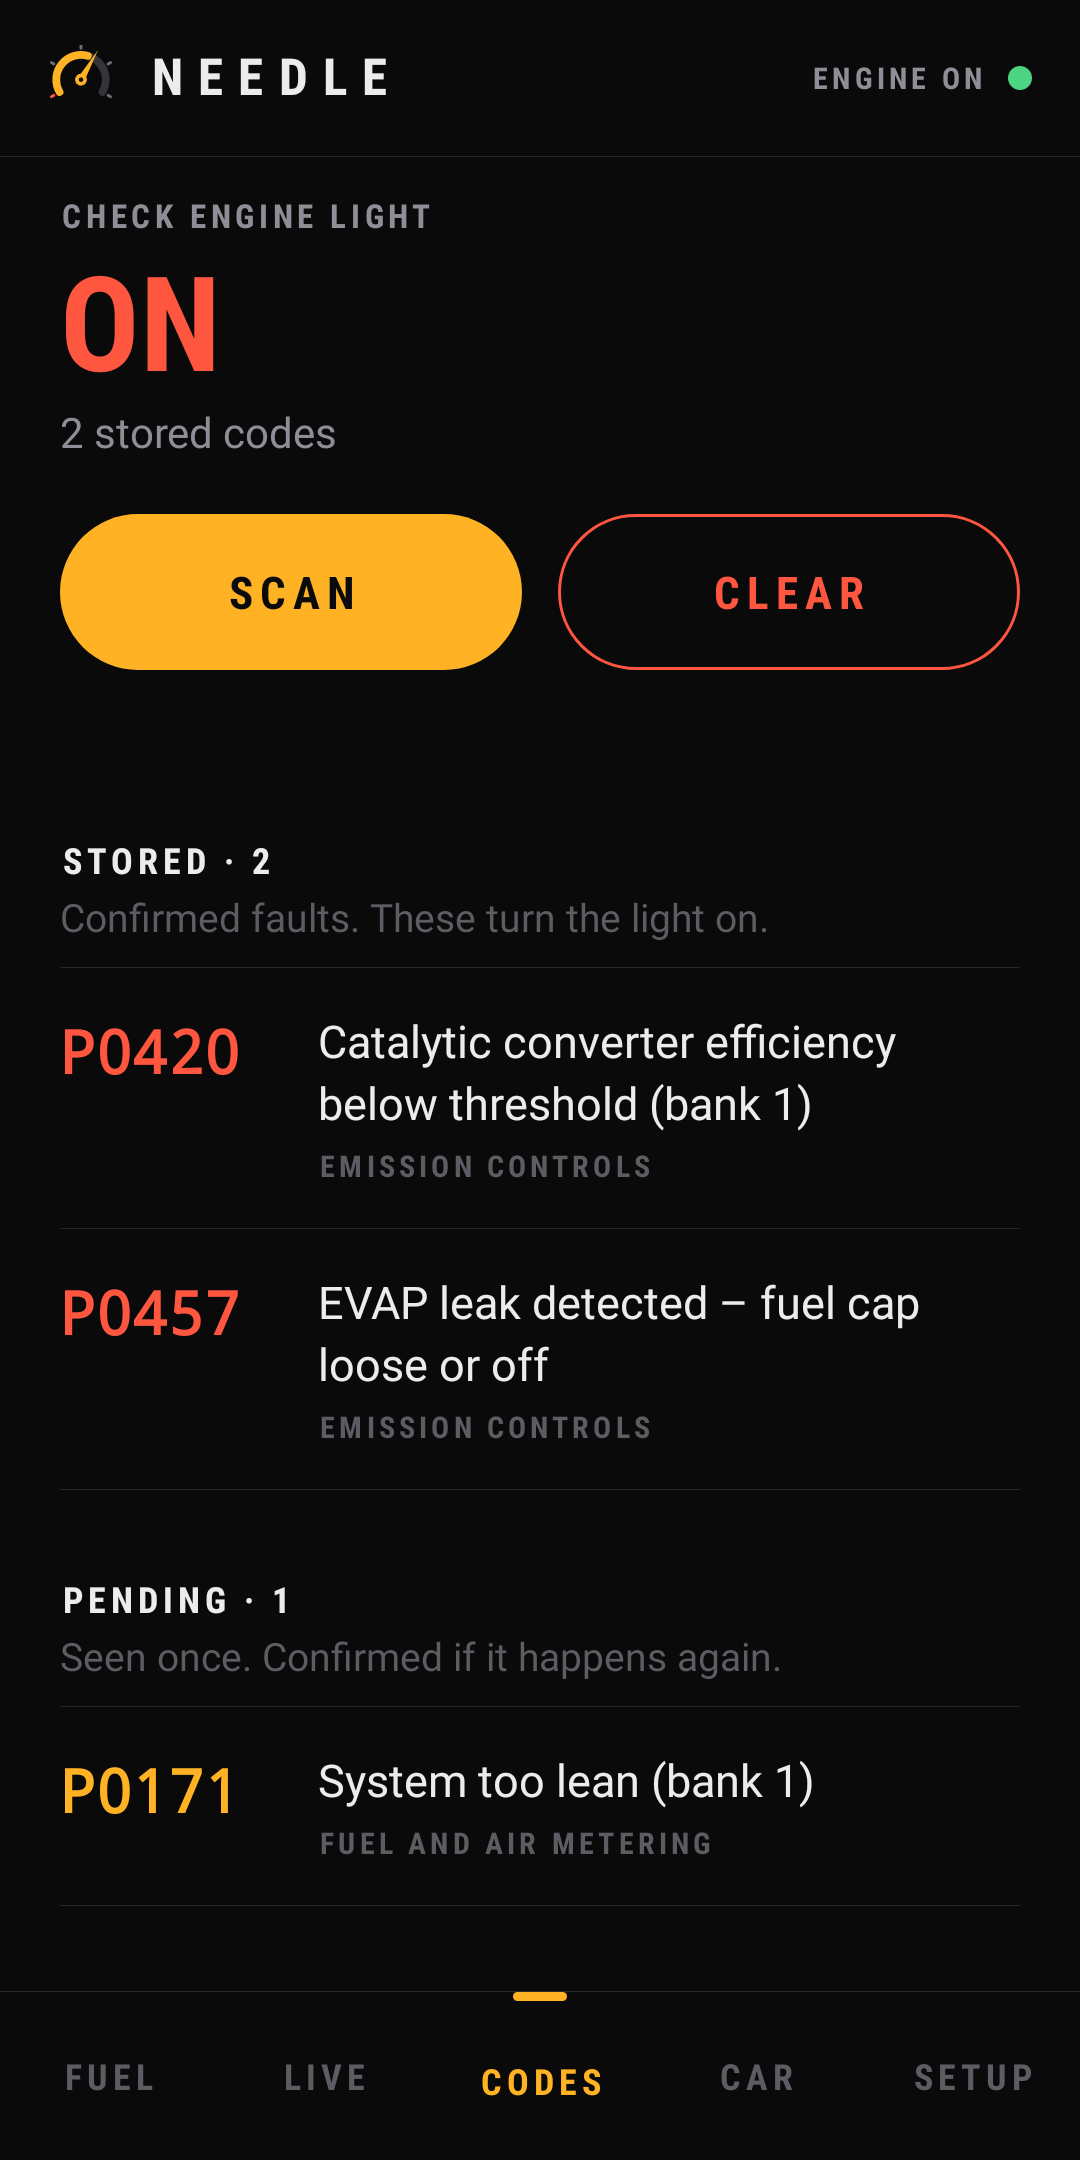 NEEDLE
ENGINE ON
CHECK ENGINE LIGHT
ON
2 stored codes
SCAN
CLEAR
STORED · 2
Confirmed faults. These turn the light on.
P0420
Catalytic converter efficiency
below threshold (bank 1)
EMISSION CONTROLS
P0457
EVAP leak detected – fuel cap
loose or off
EMISSION CONTROLS
PENDING · 1
Seen once. Confirmed if it happens again.
P0171
System too lean (bank 1)
FUEL AND AIR METERING
FUEL
LIVE
CODES
CAR
SETUP